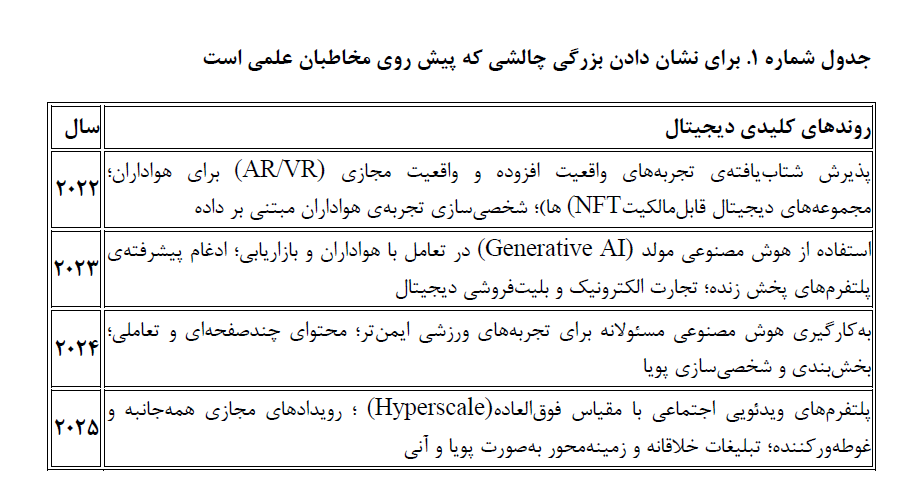 جدول شماره ۱. برای نشان دادن بزرگی چالشی که پیش روی مخاطبان علمی است
روندهای کلیدی دیجیتال سال
پذیرش شتاب‌یافته‌ی تجربه‌های واقعیت افزوده و واقعیت مجازی (AR/VR) برای هواداران؛
مجموعه‌های دیجیتال قابل‌مالکیت‌NFT) ها)؛ شخصی‌سازی تجربه‌ی هواداران مبتنی بر داده
۲۰۲۲
استفاده از هوش مصنوعی مولد (Generative AI) در تعامل با هواداران و بازاریابی؛ ادغام پیشرفته‌ی
پلتفرم‌های پخش زنده؛ تجارت الکترونیک و بلیت‌فروشی دیجیتال
۲۰۲۳
به‌کارگیری هوش مصنوعی مسئولانه برای تجربه‌های ورزشی ایمن‌تر؛ محتوای چندصفحه‌ای و تعاملی؛
بخش‌بندی و شخصی‌سازی پویا
۲۰۲۴
پلتفرم‌های ویدئویی اجتماعی با مقیاس فوق‌العاده(Hyperscale) ؛ رویدادهای مجازی همه‌جانبه و
غوطه‌ورکننده؛ تبلیغات خلاقانه و زمینه‌محور به‌صورت پویا و آنی
۲۰۲۵